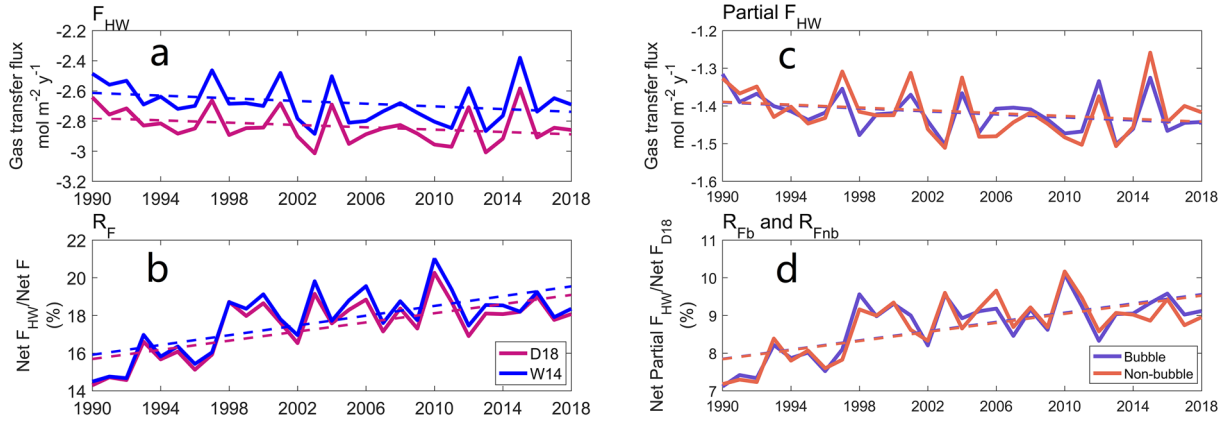 F_HW
a
Gas transfer flux
mol m⁻² y⁻¹
-2.2
-2.4
-2.6
-2.8
-3
-3.2
1990 1994 1998 2002 2006 2010 2014 2018
Partial F_HW
c
Gas transfer flux
mol m⁻² y⁻¹
-1.2
-1.3
-1.4
-1.5
-1.6
1990 1994 1998 2002 2006 2010 2014 2018
R_F
b
Net F_HW/Net F
(%)
22
20
18
16
14
1990 1994 1998 2002 2006 2010 2014 2018
D18
W14
R_Fb and R_Fnb
d
Net Partial F_HW/Net F_D18
(%)
11
10
9
8
7
1990 1994 1998 2002 2006 2010 2014 2018
Bubble
Non-bubble